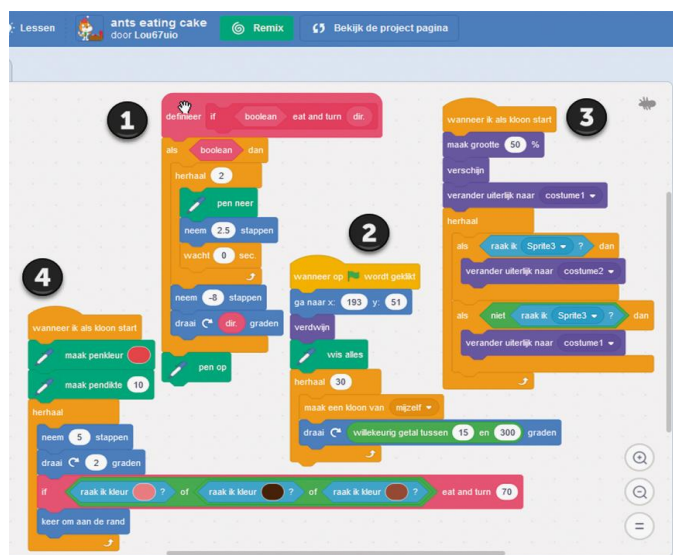 Lessen
ants eating cake
door Lou67uio
Remix
Bekijk de project pagina
1
definieer if boolean eat and turn dir.
als boolean dan
herhaal 2
pen neer
neem 2.5 stappen
wacht 0 sec.
neem -8 stappen
draai dir. graden
pen op
2
wanneer op wordt geklikt
ga naar x: 193 y: 51
verdwijn
wis alles
herhaal 30
maak een kloon van mijzelf
draai willekeurig getal tussen 15 en 300 graden
3
wanneer ik als kloon start
maak grootte 50 %
verschijn
verander uiterlijk naar costume1
herhaal
als raak ik Sprite3 ? dan
verander uiterlijk naar costume2
als niet raak ik Sprite3 ? dan
verander uiterlijk naar costume1
4
wanneer ik als kloon start
maak penkleur
maak pendikte 10
herhaal
neem 5 stappen
draai 2 graden
if raak ik kleur ? of raak ik kleur ? of raak ik kleur ? eat and turn 70
keer om aan de rand